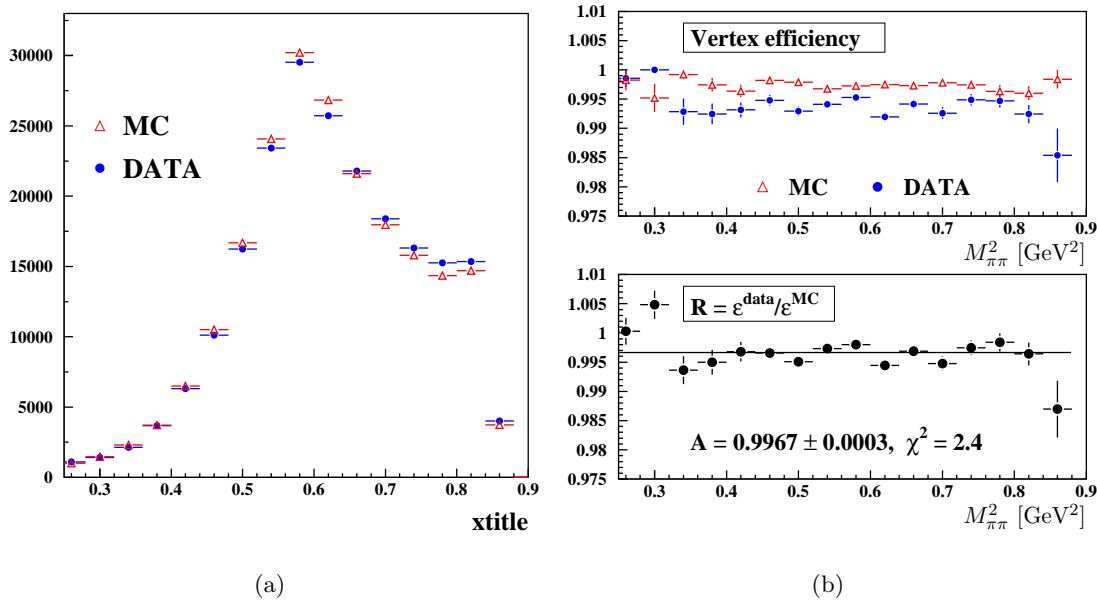 30000
25000
20000
15000
10000
5000
0
MC
DATA
0.3 0.4 0.5 0.6 0.7 0.8 0.9
xtitle
(a)
1.01
1.005
1
0.995
0.99
0.985
0.98
0.975
Vertex efficiency
MC DATA
0.3 0.4 0.5 0.6 0.7 0.8 0.9
M²ππ [GeV²]
1.01
1.005
1
0.995
0.99
0.985
0.98
0.975
R = ε^data/ε^MC
A = 0.9967 ± 0.0003, χ² = 2.4
0.3 0.4 0.5 0.6 0.7 0.8 0.9
M²ππ [GeV²]
(b)